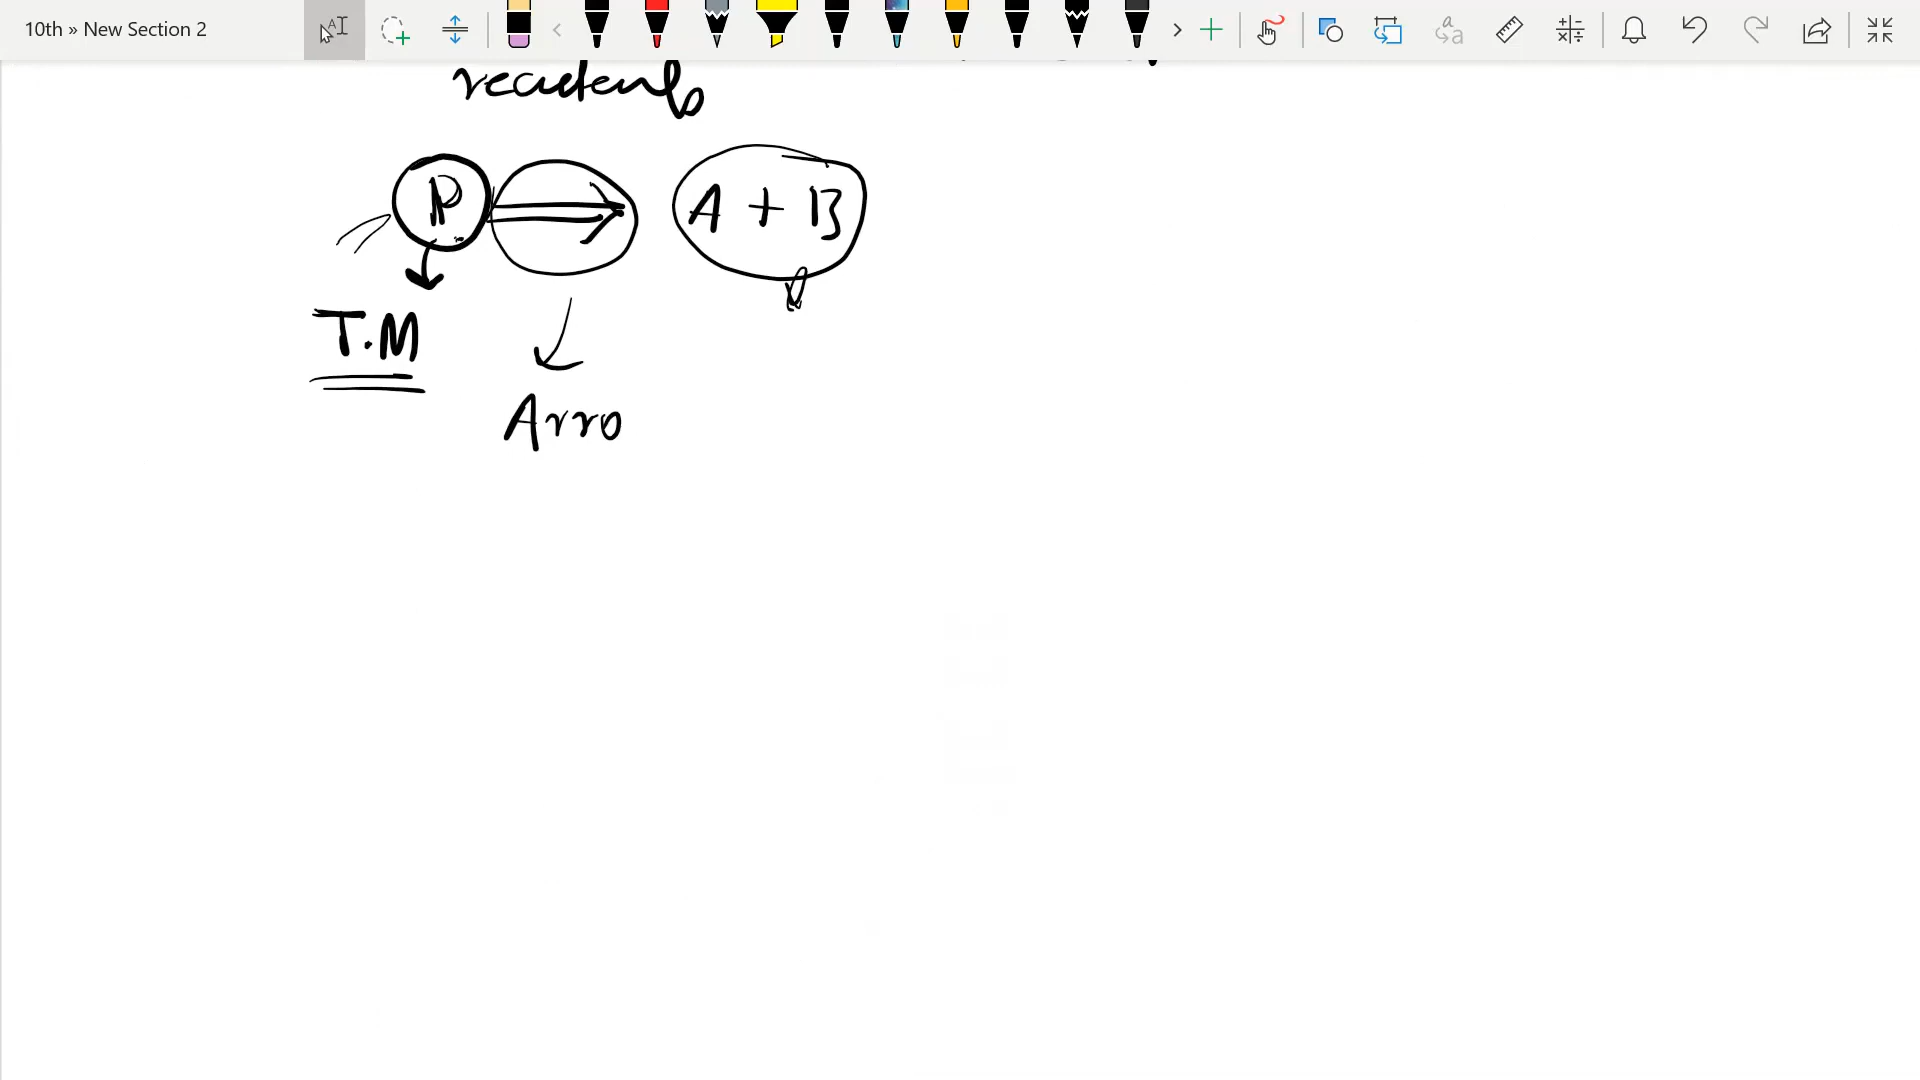 10th » New Section 2
P → A + B
T.M
Arro